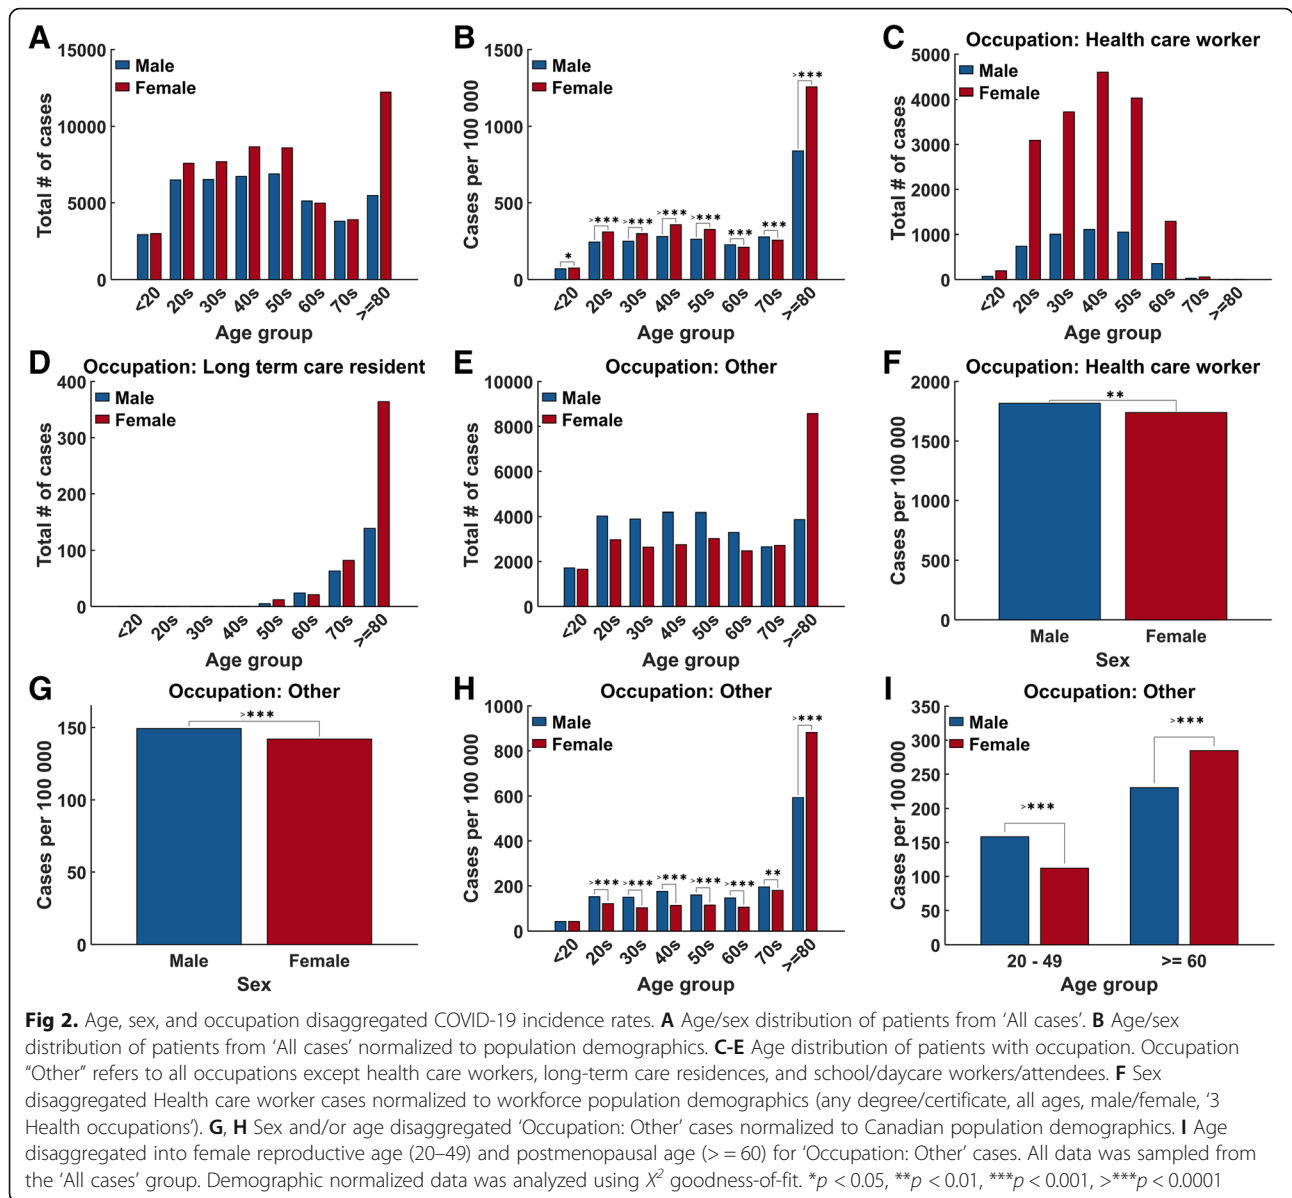 A
15000
10000
5000
0
Total # of cases
Male
Female
<20 20s 30s 40s 50s 60s 70s >=80
Age group
B
1500
1000
500
0
Cases per 100 000
Male
Female
* >*** >*** >*** >*** *** *** >***
<20 20s 30s 40s 50s 60s 70s >=80
Age group
C
Occupation: Health care worker
5000
4000
3000
2000
1000
0
Total # of cases
Male
Female
<20 20s 30s 40s 50s 60s 70s >=80
Age group
D
Occupation: Long term care resident
400
300
200
100
0
Total # of cases
Male
Female
<20 20s 30s 40s 50s 60s 70s >=80
Age group
E
Occupation: Other
10000
8000
6000
4000
2000
0
Total # of cases
Male
Female
<20 20s 30s 40s 50s 60s 70s >=80
Age group
F
Occupation: Health care worker
2000
1500
1000
500
0
Cases per 100 000
**
Male Female
Sex
G
Occupation: Other
150
100
50
0
Cases per 100 000
>***
Male Female
Sex
H
Occupation: Other
1000
800
600
400
200
0
Cases per 100 000
Male
Female
>*** >*** >*** >*** >*** ** >***
<20 20s 30s 40s 50s 60s 70s >=80
Age group
I
Occupation: Other
350
300
250
200
150
100
50
0
Cases per 100 000
Male
Female
>*** >***
20 - 49 >= 60
Age group
Fig 2. Age, sex, and occupation disaggregated COVID-19 incidence rates. A Age/sex distribution of patients from ‘All cases’. B Age/sex
distribution of patients from ‘All cases’ normalized to population demographics. C-E Age distribution of patients with occupation. Occupation
“Other” refers to all occupations except health care workers, long-term care residences, and school/daycare workers/attendees. F Sex
disaggregated Health care worker cases normalized to workforce population demographics (any degree/certificate, all ages, male/female, ‘3
Health occupations’). G, H Sex and/or age disaggregated ‘Occupation: Other’ cases normalized to Canadian population demographics. I Age
disaggregated into female reproductive age (20–49) and postmenopausal age (> = 60) for ‘Occupation: Other’ cases. All data was sampled from
the ‘All cases’ group. Demographic normalized data was analyzed using X² goodness-of-fit. *p < 0.05, **p < 0.01, ***p < 0.001, >***p < 0.0001